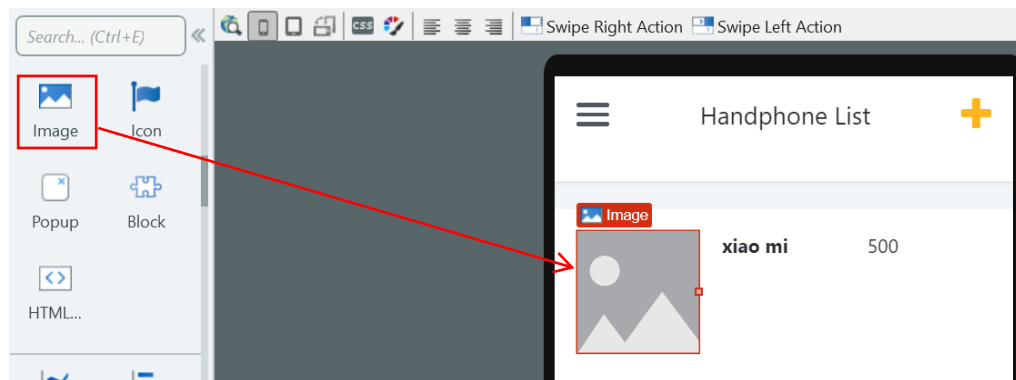 Search... (Ctrl+E)
css
Swipe Right Action
Swipe Left Action
Image
Icon
Popup
Block
HTML...
Handphone List
Image
xiao mi
500